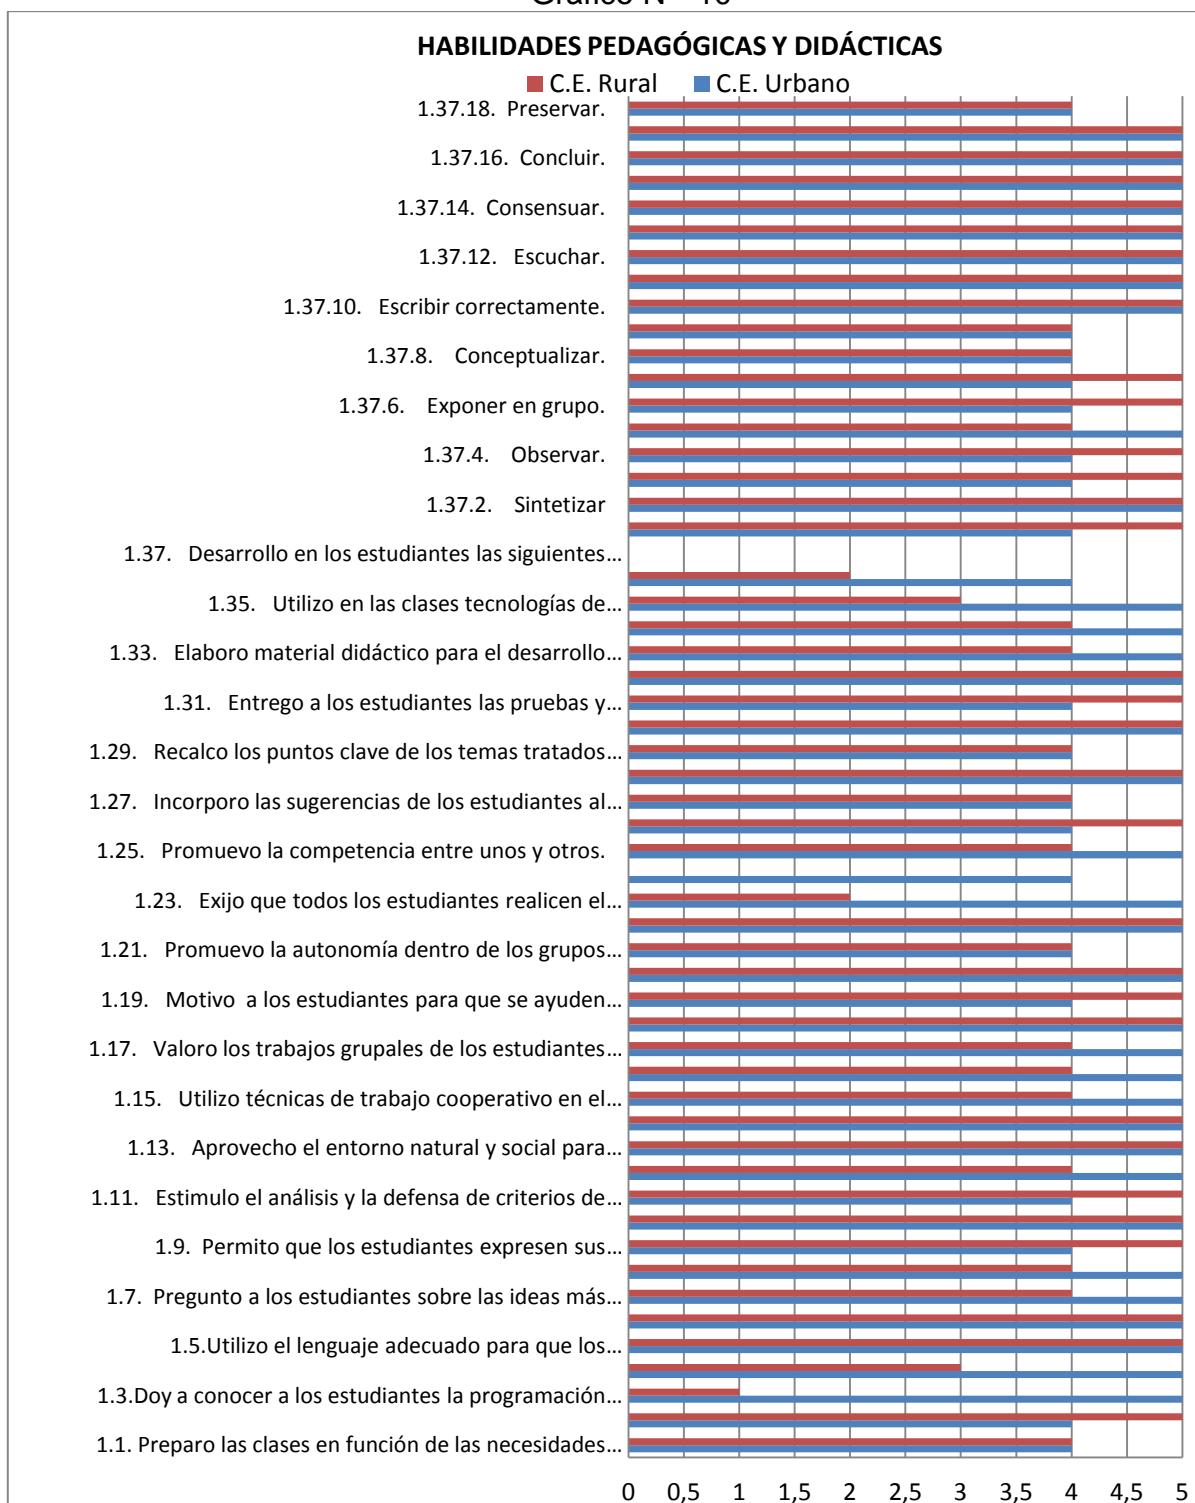 HABILIDADES PEDAGÓGICAS Y DIDÁCTICAS
C.E. Rural C.E. Urbano
1.37.18. Preservar.
1.37.16. Concluir.
1.37.14. Consensuar.
1.37.12. Escuchar.
1.37.10. Escribir correctamente.
1.37.8. Conceptualizar.
1.37.6. Exponer en grupo.
1.37.4. Observar.
1.37.2. Sintetizar
1.37. Desarrollo en los estudiantes las siguientes…
1.35. Utilizo en las clases tecnologías de…
1.33. Elaboro material didáctico para el desarrollo…
1.31. Entrego a los estudiantes las pruebas y…
1.29. Recalco los puntos clave de los temas tratados…
1.27. Incorporo las sugerencias de los estudiantes al…
1.25. Promuevo la competencia entre unos y otros.
1.23. Exijo que todos los estudiantes realicen el…
1.21. Promuevo la autonomía dentro de los grupos…
1.19. Motivo a los estudiantes para que se ayuden…
1.17. Valoro los trabajos grupales de los estudiantes…
1.15. Utilizo técnicas de trabajo cooperativo en el…
1.13. Aprovecho el entorno natural y social para…
1.11. Estimulo el análisis y la defensa de criterios de…
1.9. Permito que los estudiantes expresen sus…
1.7. Pregunto a los estudiantes sobre las ideas más…
1.5.Utilizo el lenguaje adecuado para que los…
1.3.Doy a conocer a los estudiantes la programación…
1.1. Preparo las clases en función de las necesidades…
0 0,5 1 1,5 2 2,5 3 3,5 4 4,5 5